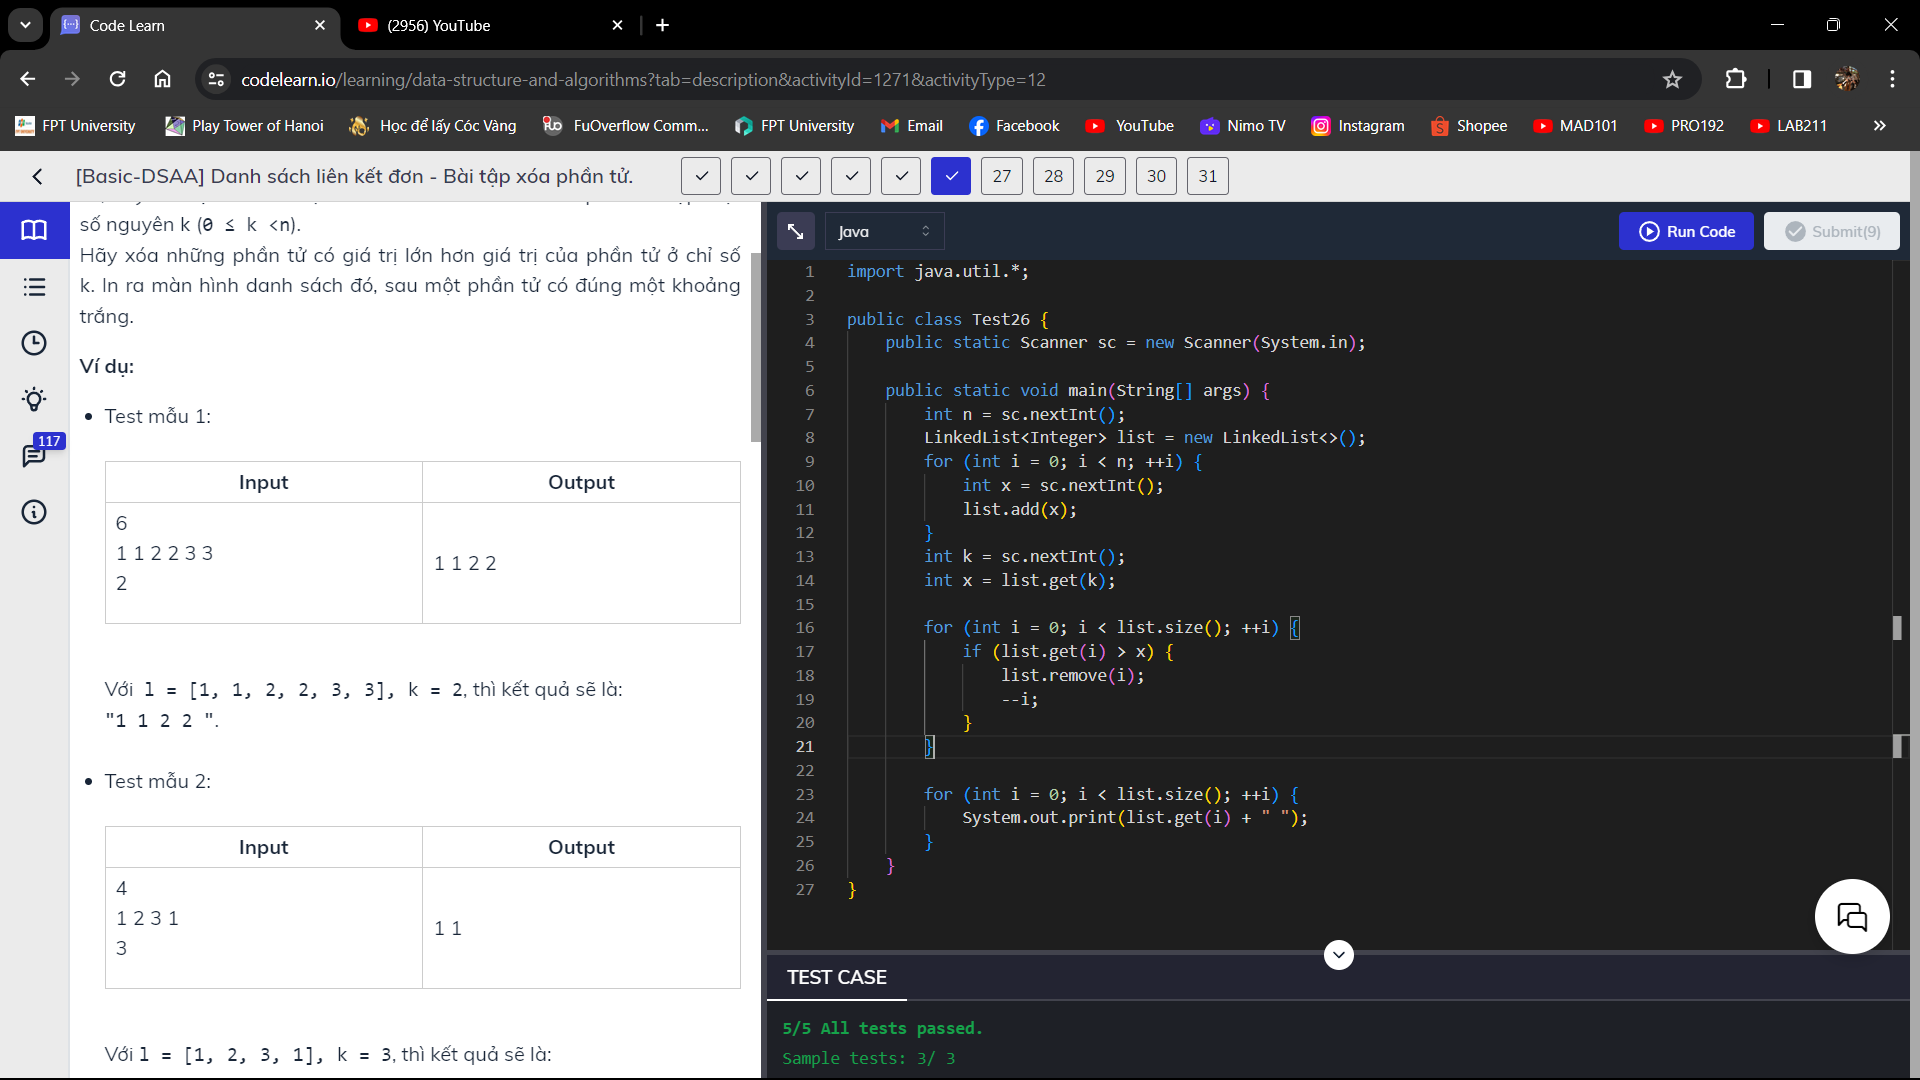 Code Learn
(2956) YouTube
codelearn.io/learning/data-structure-and-algorithms?tab=description&activityId=1271&activityType=12
FPT University
Play Tower of Hanoi
Học để lấy Cóc Vàng
FuOverflow Comm...
FPT University
Email
Facebook
YouTube
Nimo TV
Instagram
Shopee
MAD101
PRO192
LAB211
[Basic-DSAA] Danh sách liên kết đơn - Bài tập xóa phần tử.
27 28 29 30 31
số nguyên k (0 ≤ k <n).
Hãy xóa những phần tử có giá trị lớn hơn giá trị của phần tử ở chỉ số
k. In ra màn hình danh sách đó, sau một phần tử có đúng một khoảng
trắng.
Ví dụ:
• Test mẫu 1:
Input Output
6
1 1 2 2 3 3
2
1 1 2 2
Với l = [1, 1, 2, 2, 3, 3], k = 2, thì kết quả sẽ là:
"1 1 2 2 ".
• Test mẫu 2:
Input Output
4
1 2 3 1
3
1 1
Với l = [1, 2, 3, 1], k = 3, thì kết quả sẽ là:
117
Java
Run Code
Submit(9)
1 import java.util.*;
2
3 public class Test26 {
4 public static Scanner sc = new Scanner(System.in);
5
6 public static void main(String[] args) {
7 int n = sc.nextInt();
8 LinkedList<Integer> list = new LinkedList<>();
9 for (int i = 0; i < n; ++i) {
10 int x = sc.nextInt();
11 list.add(x);
12 }
13 int k = sc.nextInt();
14 int x = list.get(k);
15
16 for (int i = 0; i < list.size(); ++i) {
17 if (list.get(i) > x) {
18 list.remove(i);
19 --i;
20 }
21 }
22
23 for (int i = 0; i < list.size(); ++i) {
24 System.out.print(list.get(i) + " ");
25 }
26 }
27 }
TEST CASE
5/5 All tests passed.
Sample tests: 3/ 3